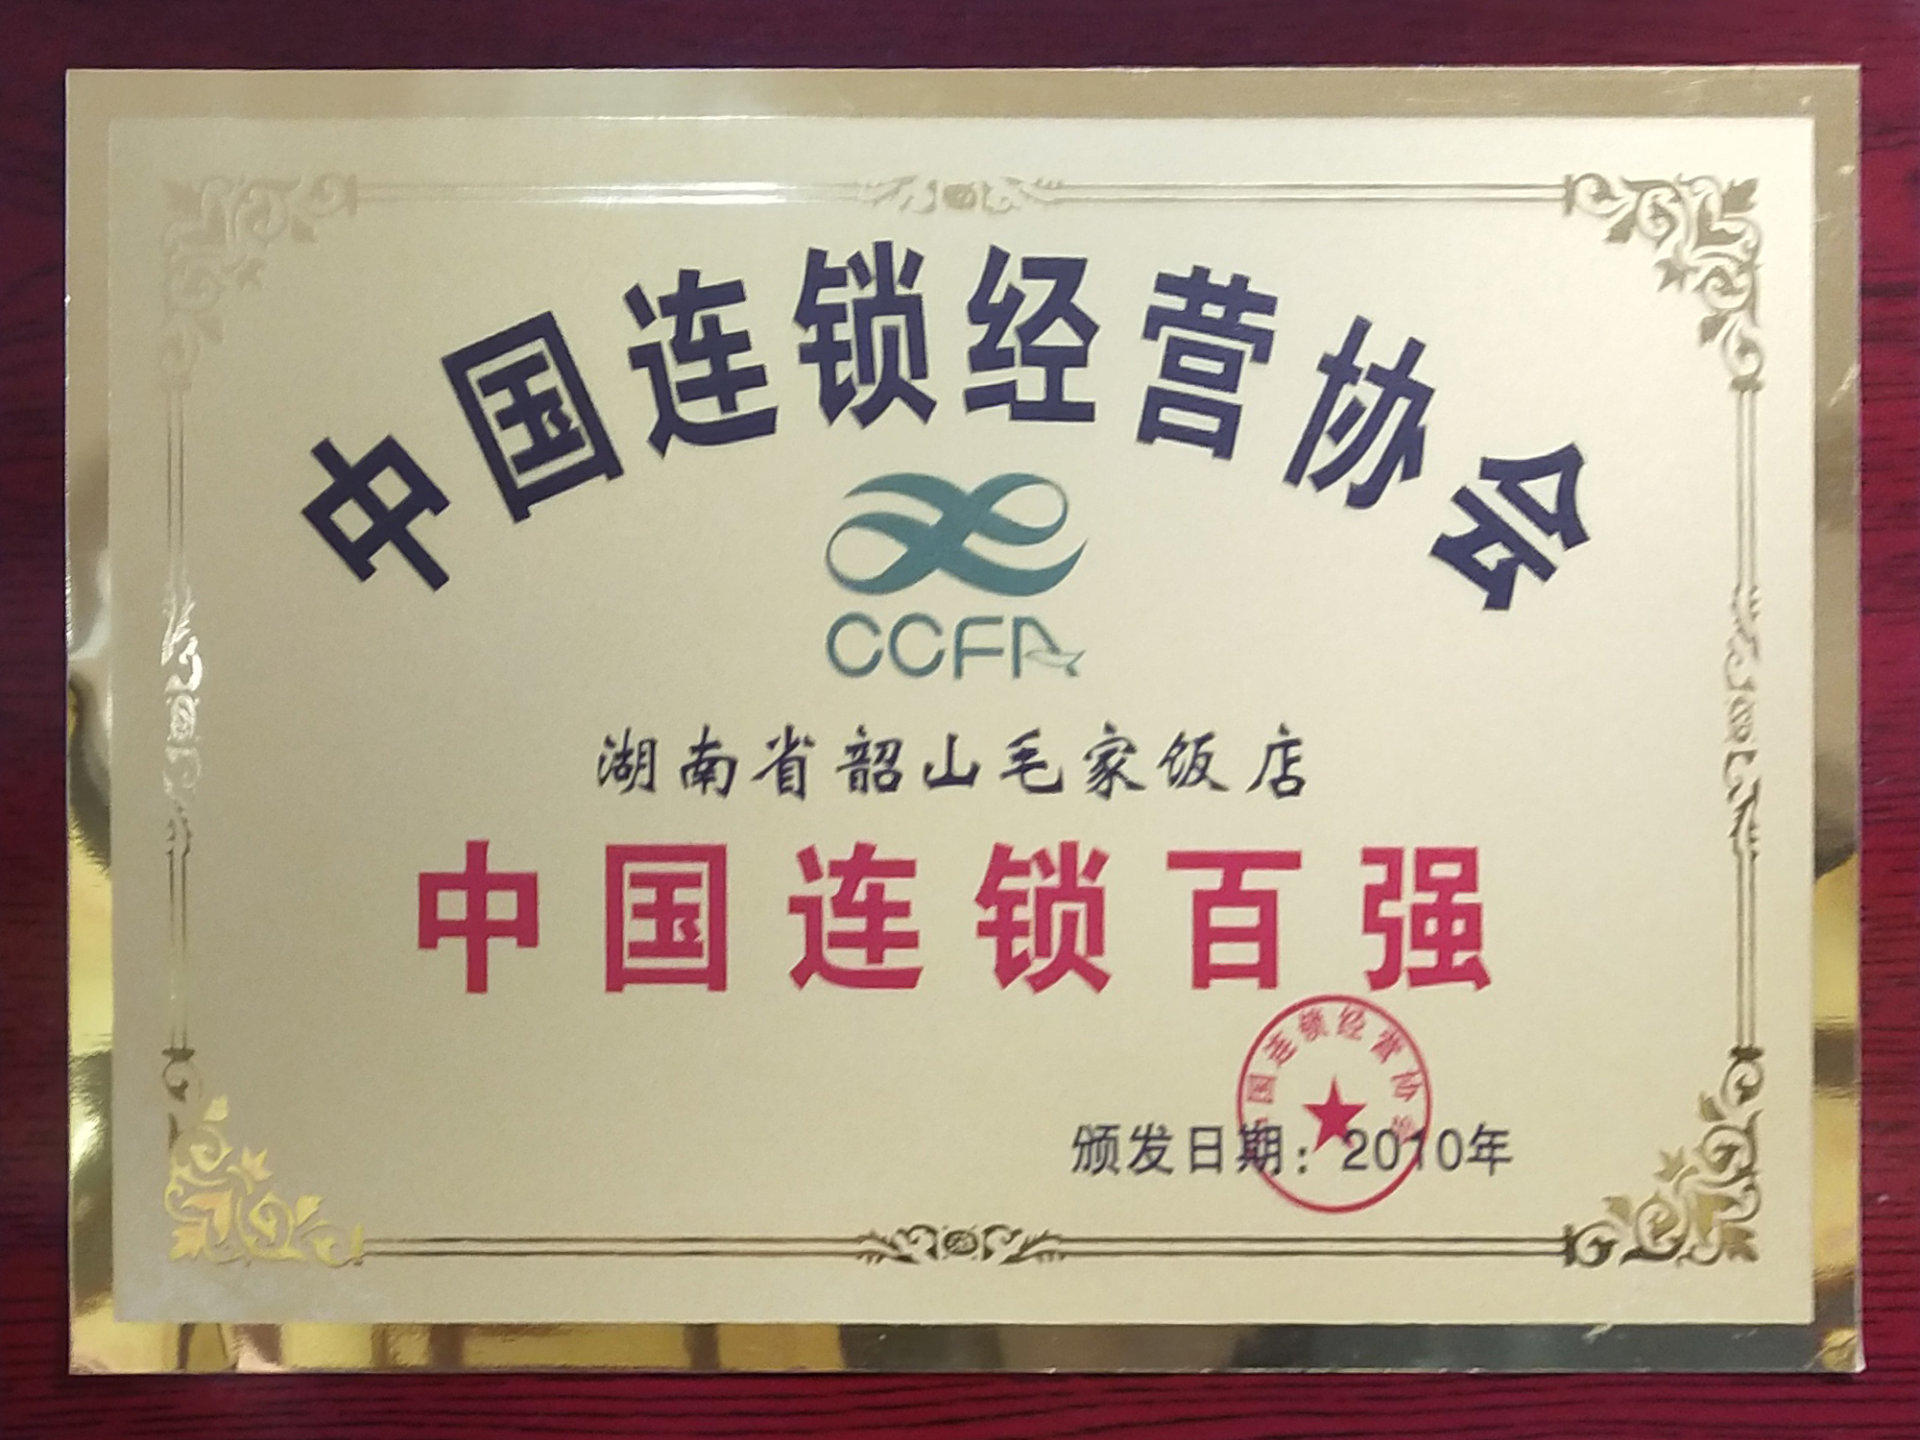 中国连锁经营协会
CCFA
湖南省韶山毛家饭店
中国连锁百强
中国连锁经营协会
颁发日期：2010年